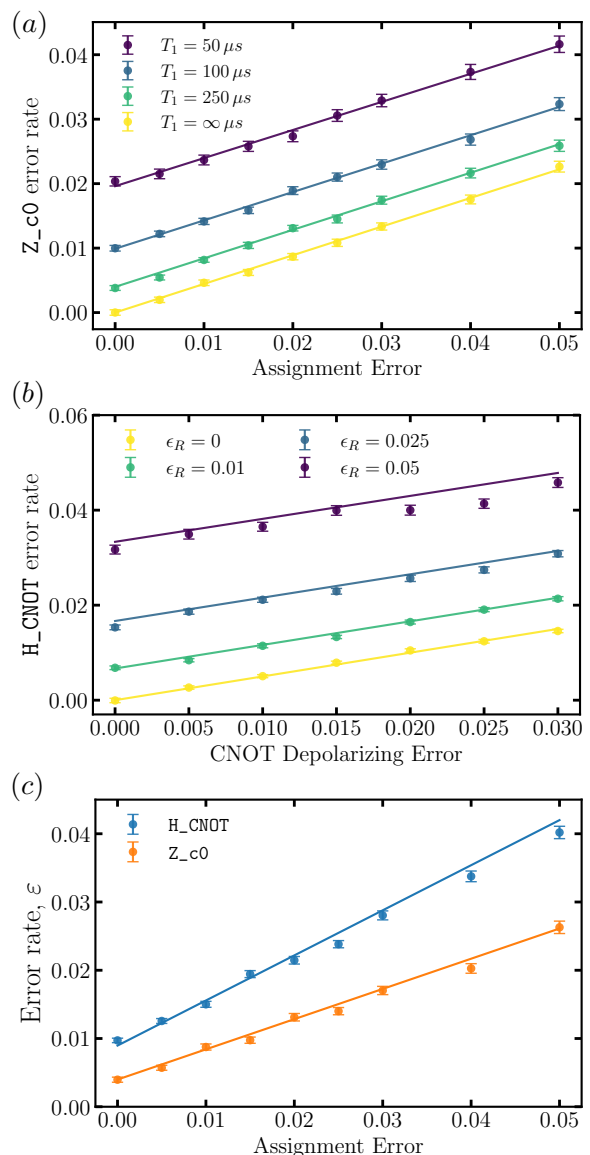 (a)
T₁ = 50 μs
T₁ = 100 μs
T₁ = 250 μs
T₁ = ∞ μs
Z_c0 error rate
0.04
0.03
0.02
0.01
0.00
0.00 0.01 0.02 0.03 0.04 0.05
Assignment Error
(b)
ϵ_R = 0 ϵ_R = 0.025
ϵ_R = 0.01 ϵ_R = 0.05
H_CNOT error rate
0.06
0.04
0.02
0.00
0.000 0.005 0.010 0.015 0.020 0.025 0.030
CNOT Depolarizing Error
(c)
H_CNOT
Z_c0
Error rate, ε
0.04
0.03
0.02
0.01
0.00
0.00 0.01 0.02 0.03 0.04 0.05
Assignment Error